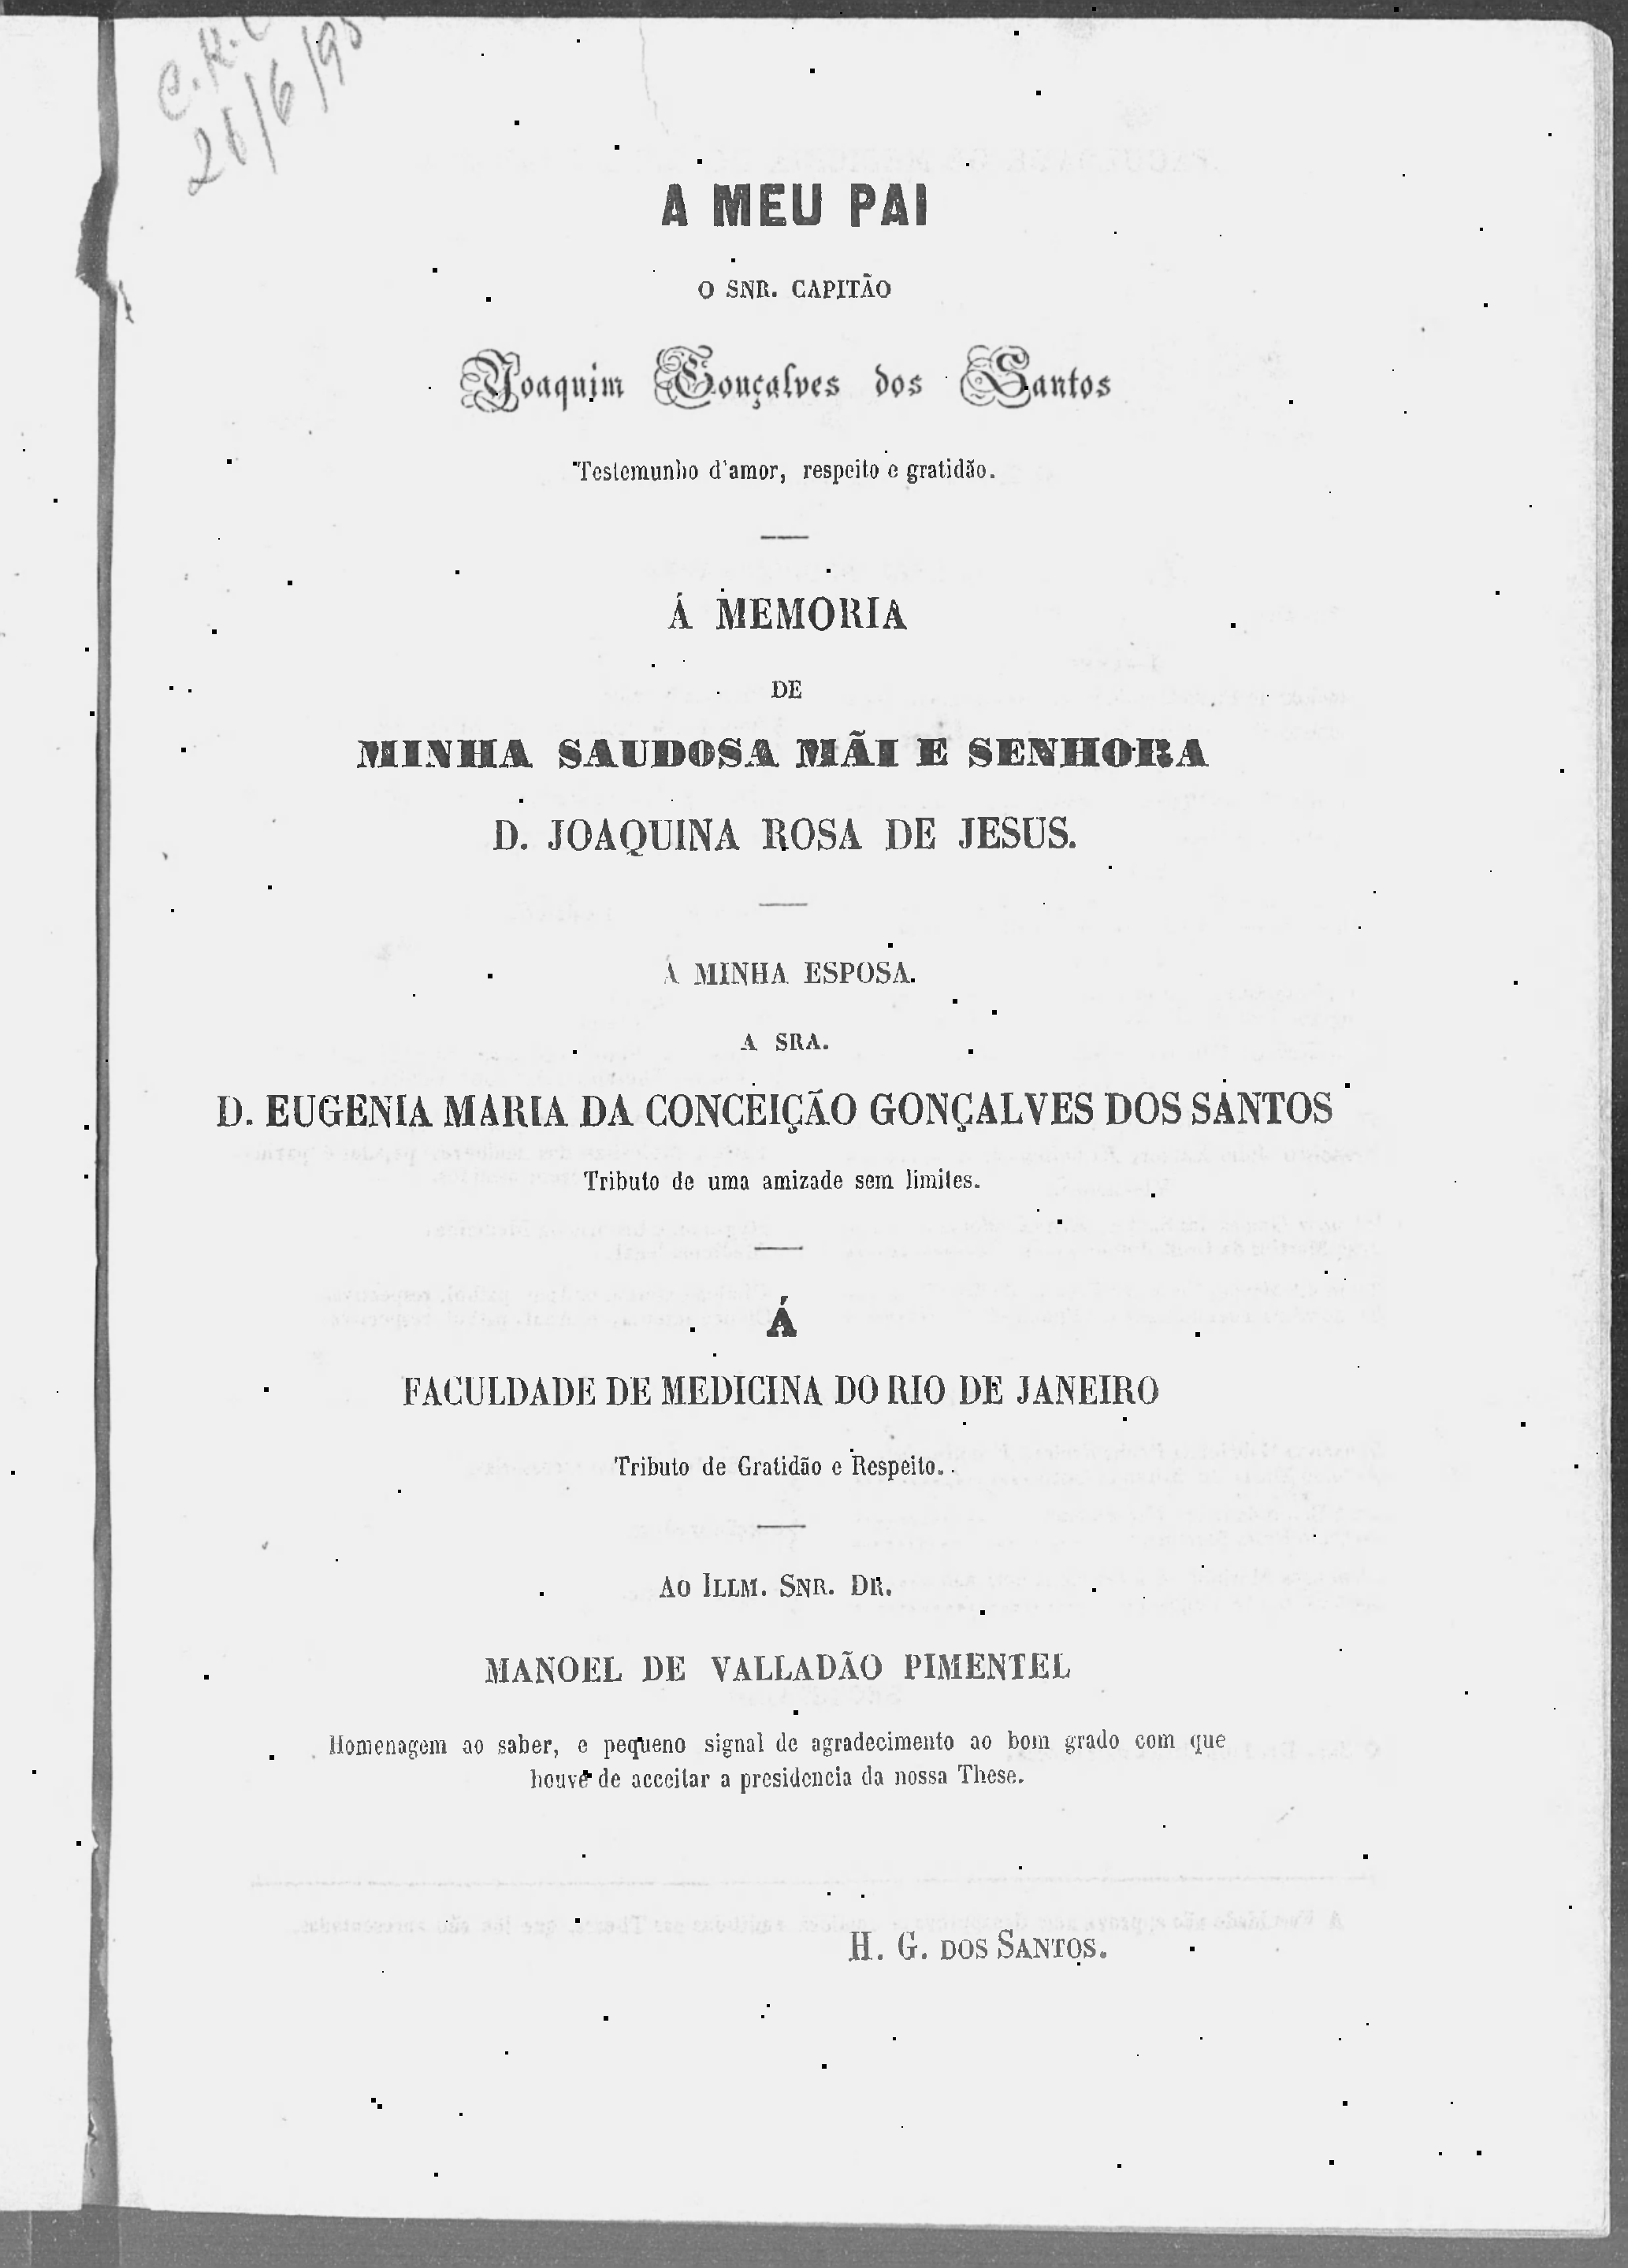 A MEU PAI
O SNR. CAPITÃO
Joaquim Gonçalves dos Santos
Testemunho d'amor, respeito e gratidão.
Á MEMORIA
DE
MINHA SAUDOSA MÃI E SENHORA
D. JOAQUINA ROSA DE JESUS.
Á MINHA ESPOSA.
A SRA.
D. EUGENIA MARIA DA CONCEIÇÃO GONÇALVES DOS SANTOS
Tributo de uma amizade sem limites.
Á
FACULDADE DE MEDICINA DO RIO DE JANEIRO
Tributo de Gratidão e Respeito.
AO ILLM. SNR. DR.
MANOEL DE VALLADÃO PIMENTEL
Homenagem ao saber, e pequeno signal de agradecimento ao bom grado com que
houve de acceitar a presidencia da nossa These.
H. G. DOS SANTOS.